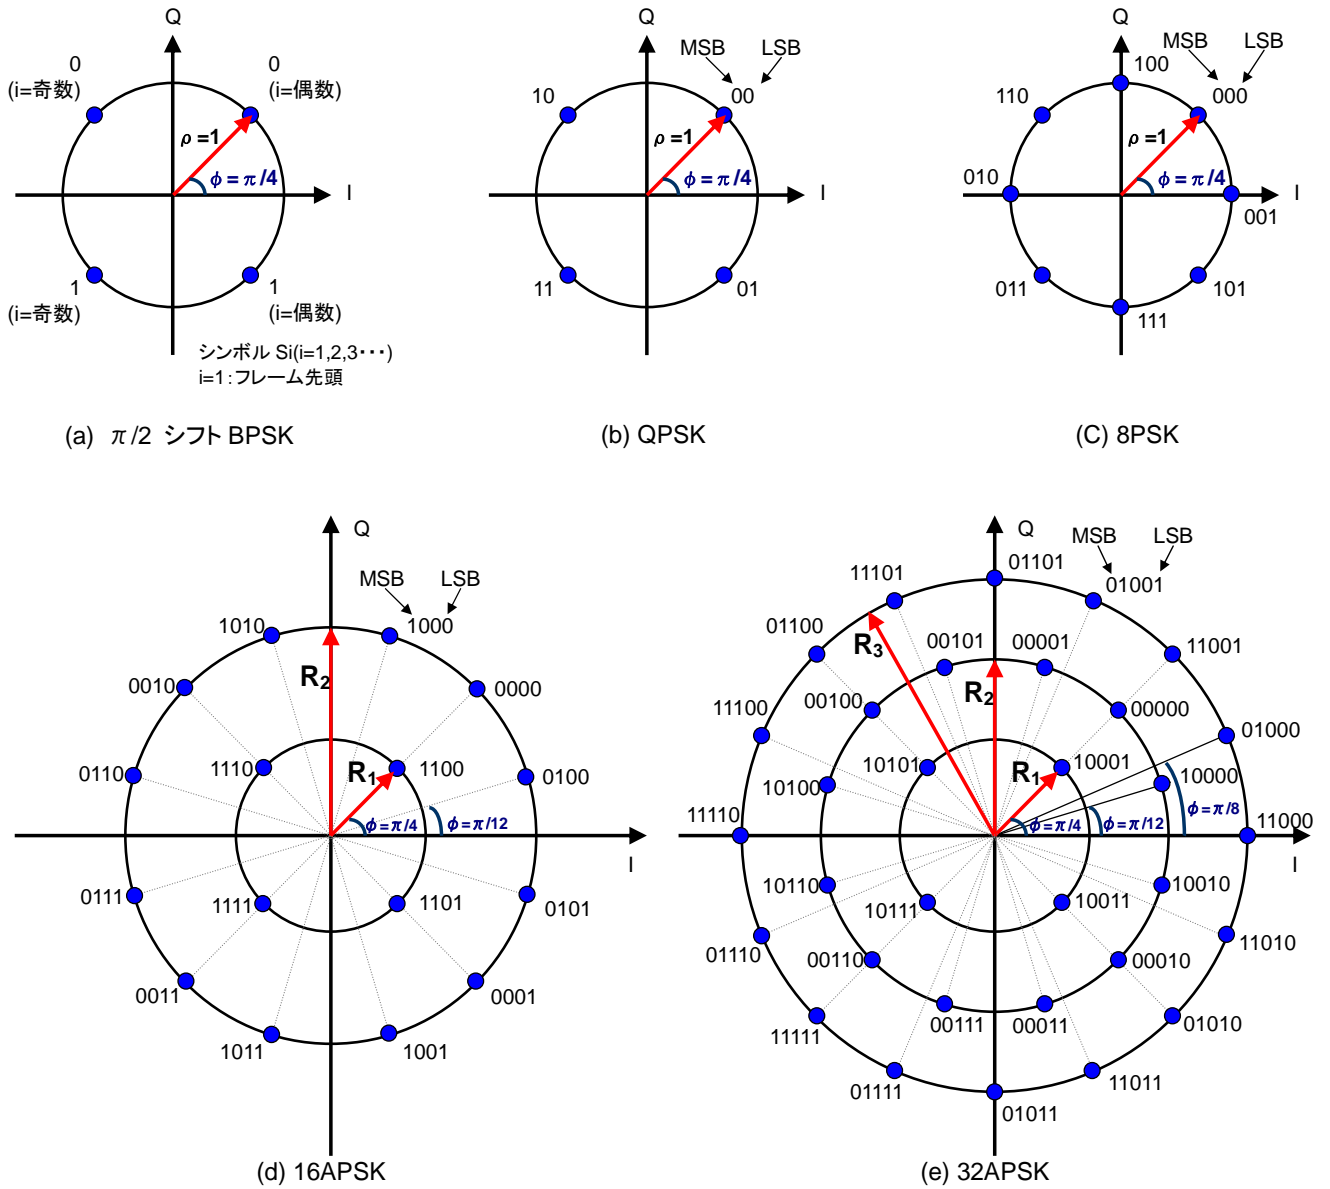 Q
0
(i=奇数)
0
(i=偶数)
ρ=1
φ=π/4
I
1
(i=奇数)
1
(i=偶数)
シンボル Si(i=1,2,3･･･)
i=1:フレーム先頭
(a) π/2 シフト BPSK
Q
MSB
LSB
10
00
ρ=1
φ=π/4
I
11
01
(b) QPSK
Q
MSB
LSB
100
110
000
ρ=1
φ=π/4
010
I
001
011
101
111
(C) 8PSK
Q
MSB
LSB
1010
1000
R2
0010
0000
1110
R1
1100
0110
0100
φ=π/4
φ=π/12
I
0111
1111
1101
0101
0011
0001
1011
1001
(d) 16APSK
Q
MSB
LSB
01101
11101
01001
01100
R3
00101
00001
11001
R2
11100
00100
00000
01000
10101
R1
10001
10000
10100
φ=π/8
11110
φ=π/4
φ=π/12
11000
I
10110
10111
10011
10010
01110
00110
00010
11010
00111
00011
11111
01010
01111
11011
01011
(e) 32APSK